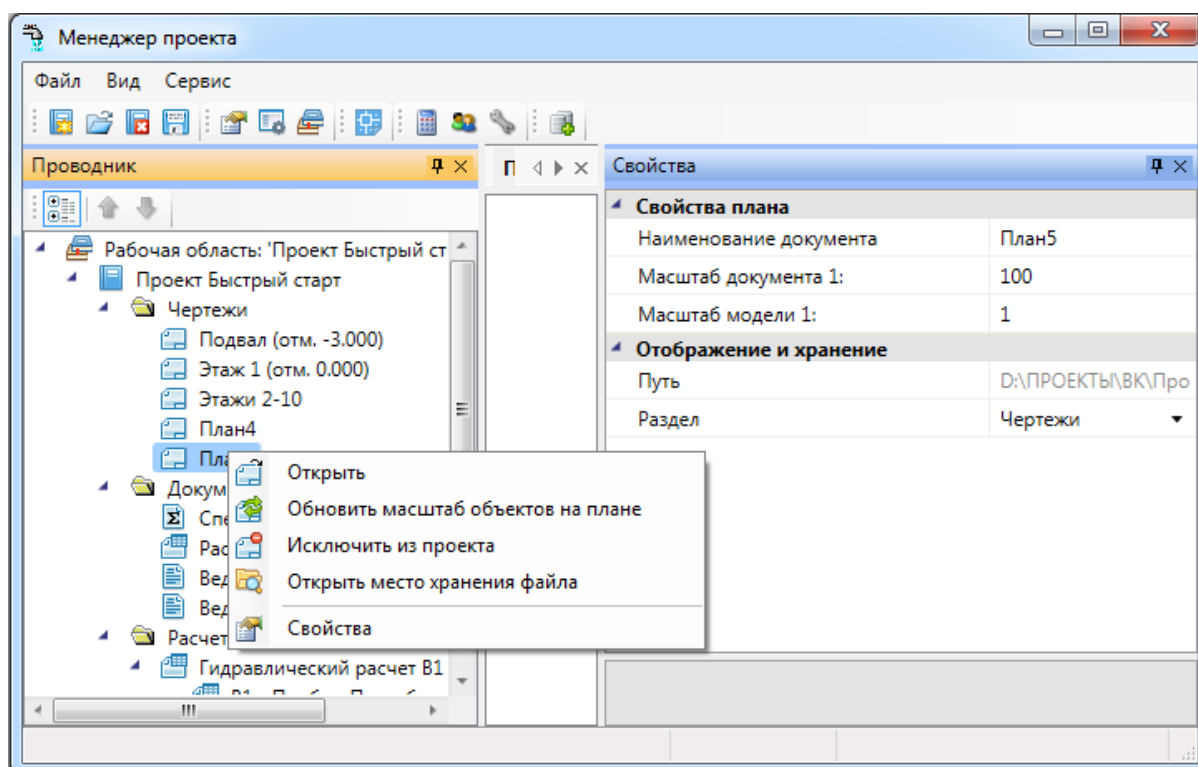 Менеджер проекта
Файл Вид Сервис
Проводник
Рабочая область: 'Проект Быстрый ст
Проект Быстрый старт
Чертежи
Подвал (отм. -3.000)
Этаж 1 (отм. 0.000)
Этажи 2-10
План4
Пла
Докум
Спе
Рас
Вед
Вед
Расчет
Гидравлический расчет В1
Открыть
Обновить масштаб объектов на плане
Исключить из проекта
Открыть место хранения файла
Свойства
П
Свойства
Свойства плана
Наименование документа План5
Масштаб документа 1: 100
Масштаб модели 1: 1
Отображение и хранение
Путь D:\ПРОЕКТЫ\ВК\Про
Раздел Чертежи